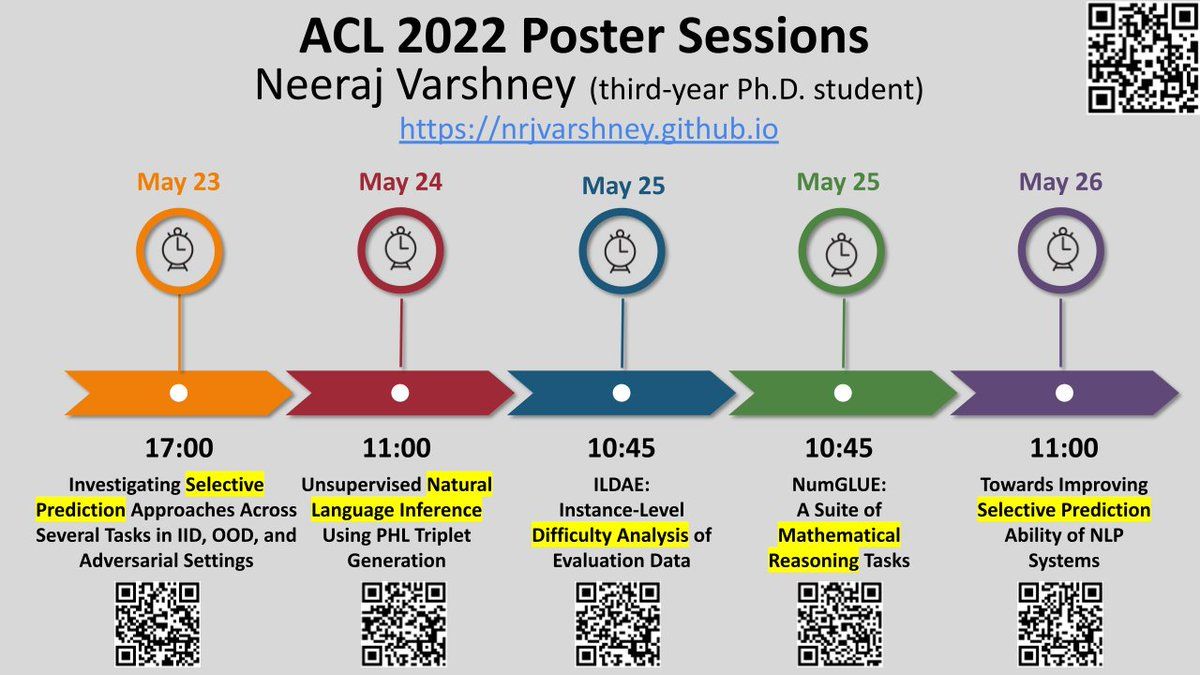 ACL 2022 Poster Sessions
Neeraj Varshney (third-year Ph.D. student)
https://nrjvarshney.github.io
May 23
May 24
May 25
May 25
May 26
17:00
Investigating Selective
Prediction Approaches Across
Several Tasks in IID, OOD, and
Adversarial Settings
11:00
Unsupervised Natural
Language Inference
Using PHL Triplet
Generation
10:45
ILDAE:
Instance-Level
Difficulty Analysis of
Evaluation Data
10:45
NumGLUE:
A Suite of
Mathematical
Reasoning Tasks
11:00
Towards Improving
Selective Prediction
Ability of NLP
Systems